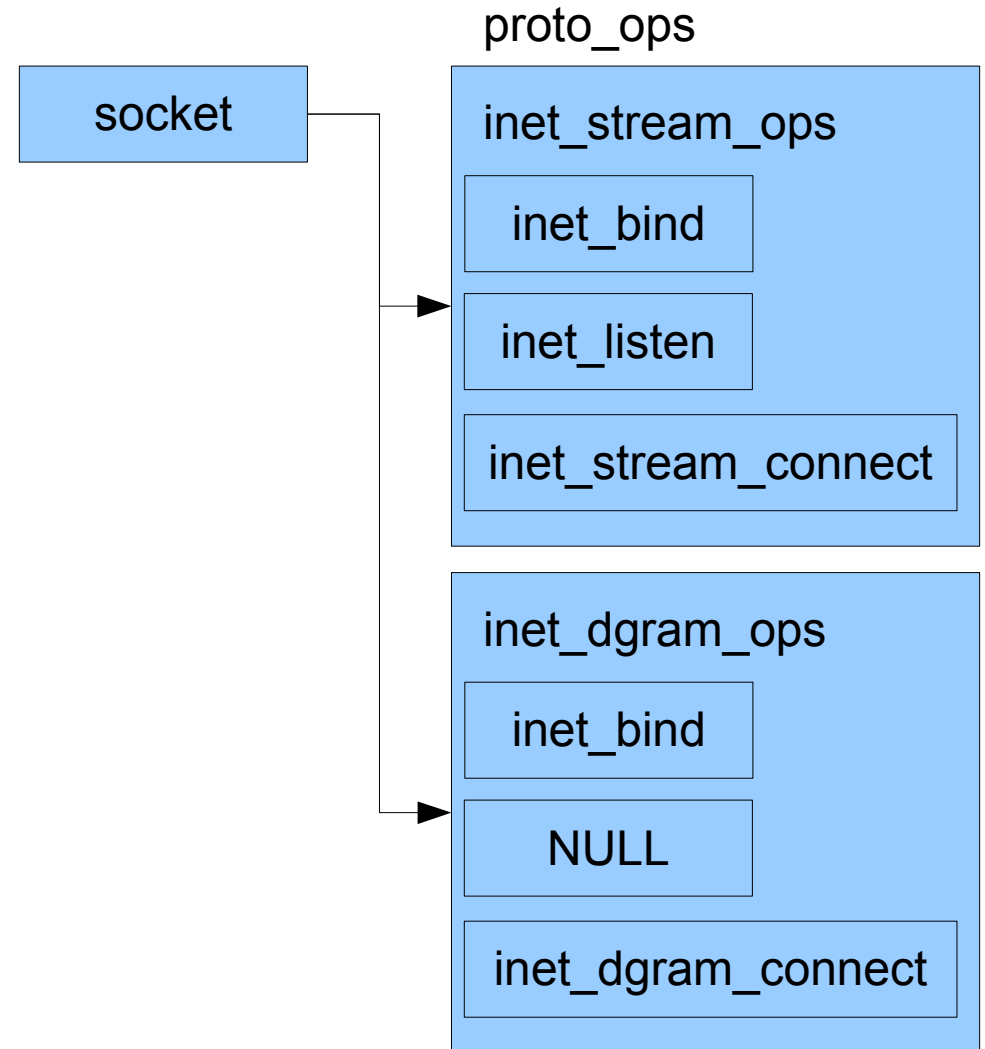 proto_ops
socket
inet_stream_ops
inet_bind
inet_listen
inet_stream_connect
inet_dgram_ops
inet_bind
NULL
inet_dgram_connect